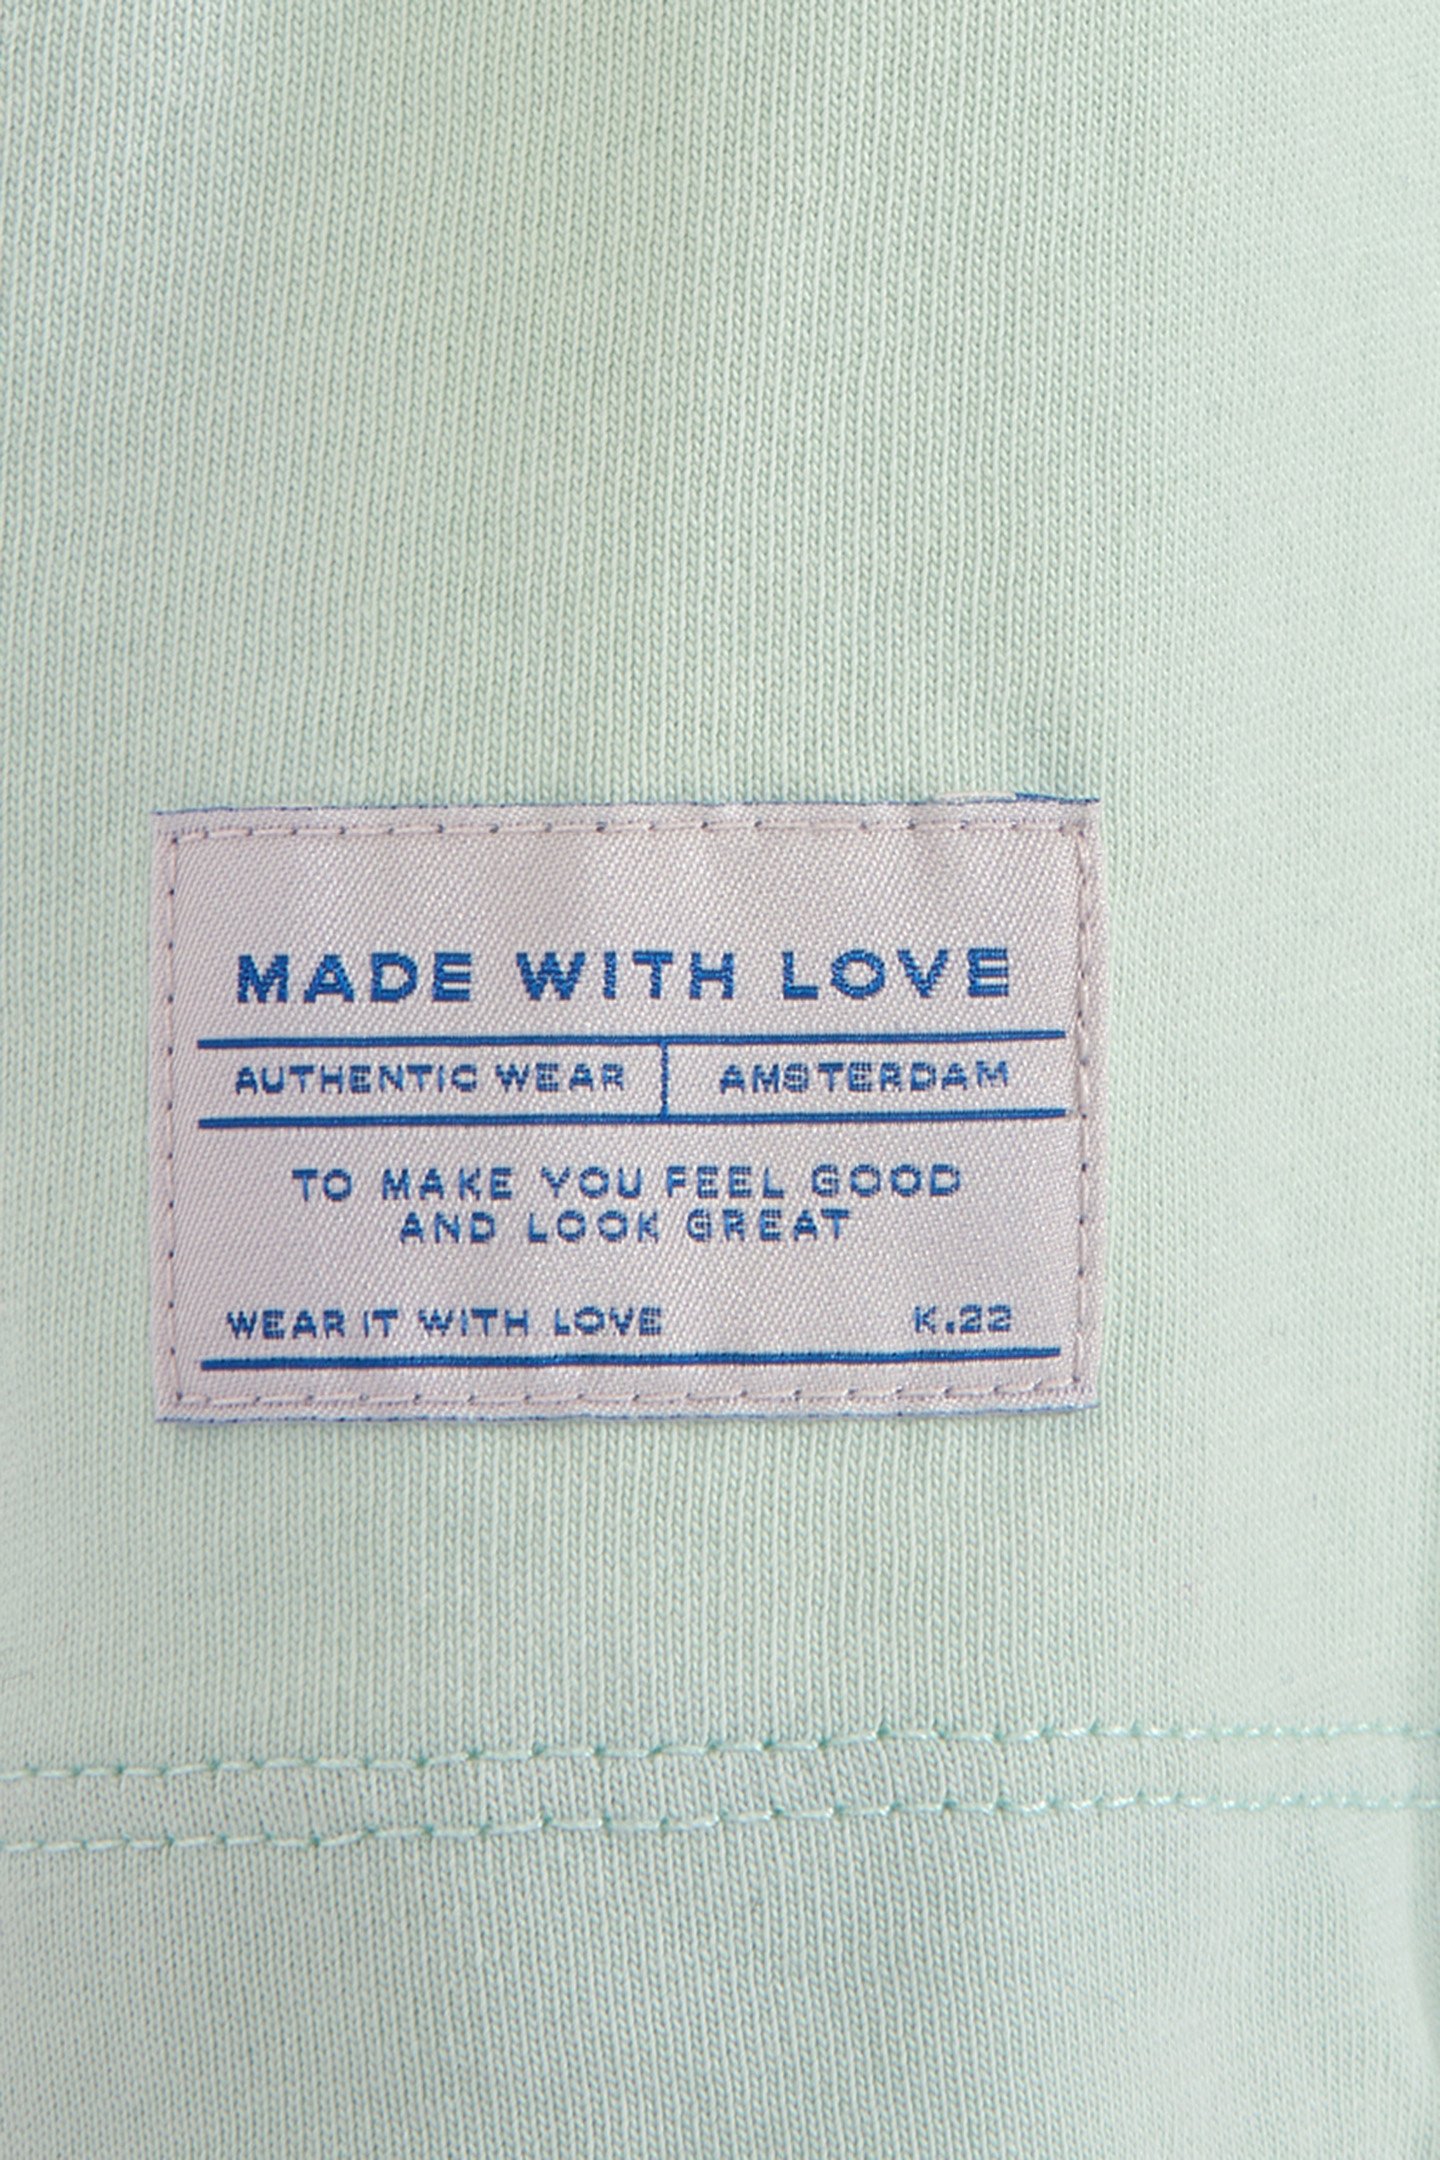 MADE WITH LOVE
AUTHENTIC WEAR AMSTERDAM
TO MAKE YOU FEEL GOOD
AND LOOK GREAT
WEAR IT WITH LOVE K.22